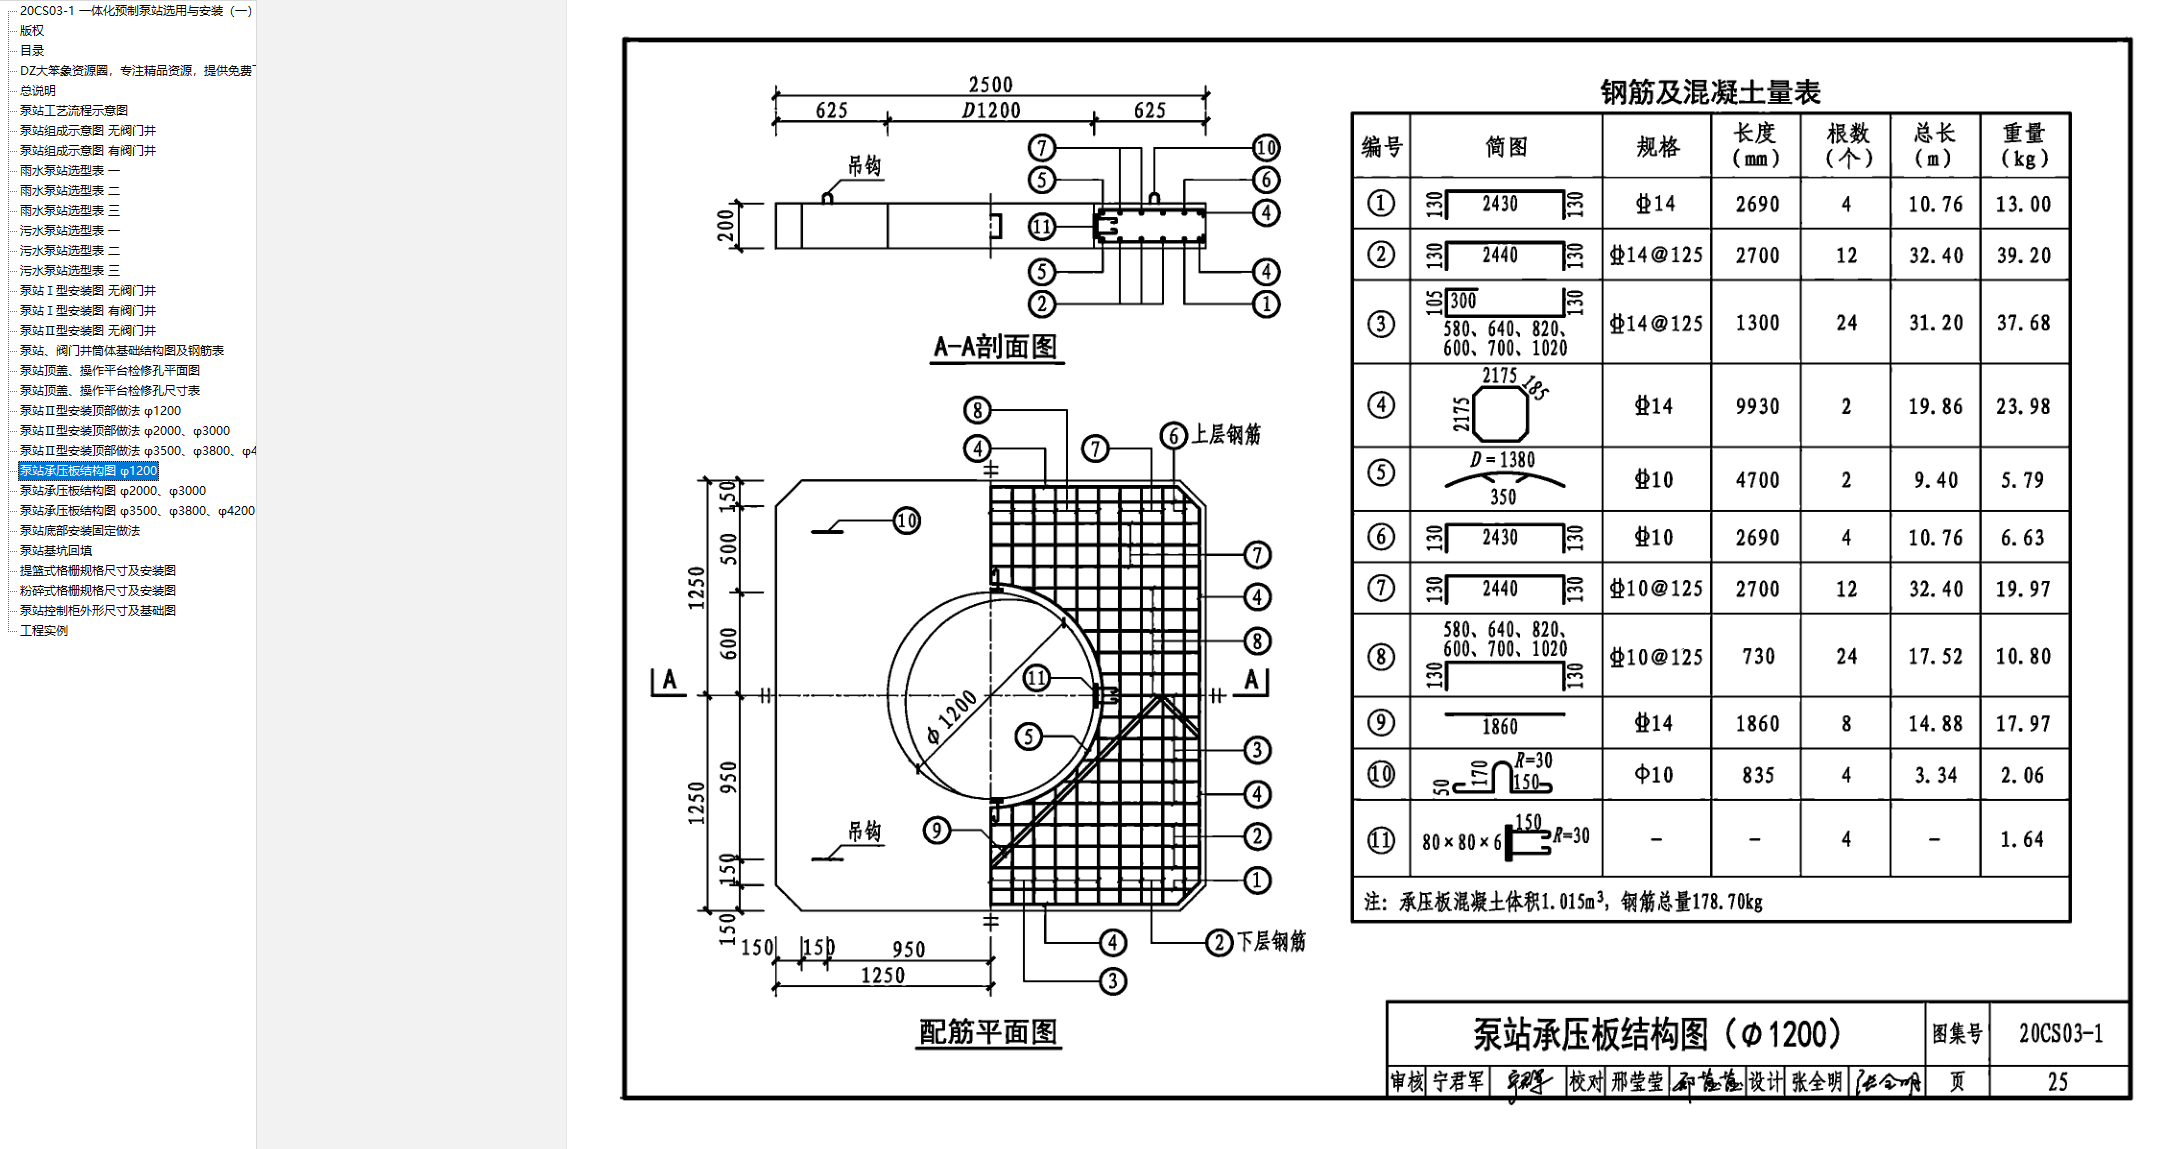 20CS03-1 一体化预制泵站选用与安装（一）
版权
目录
DZ大笨象资源圈，专注精品资源，提供免费
总说明
泵站工艺流程示意图
泵站组成示意图 无阀门井
泵站组成示意图 有阀门井
雨水泵站选型表 一
雨水泵站选型表 二
雨水泵站选型表 三
污水泵站选型表 一
污水泵站选型表 二
污水泵站选型表 三
泵站Ⅰ型安装图 无阀门井
泵站Ⅰ型安装图 有阀门井
泵站Ⅱ型安装图 无阀门井
泵站、阀门井筒体基础结构图及钢筋表
泵站顶盖、操作平台检修孔平面图
泵站顶盖、操作平台检修孔尺寸表
泵站Ⅱ型安装顶部做法 φ1200
泵站Ⅱ型安装顶部做法 φ2000、φ3000
泵站Ⅱ型安装顶部做法 φ3500、φ3800、φ4
泵站承压板结构图 φ1200
泵站承压板结构图 φ2000、φ3000
泵站承压板结构图 φ3500、φ3800、φ4200
泵站底部安装固定做法
泵站基坑回填
提篮式格栅规格尺寸及安装图
粉碎式格栅规格尺寸及安装图
泵站控制柜外形尺寸及基础图
工程实例
2500
625 D1200 625
吊钩
200
⑦ ⑩
⑤ ⑥
⑪ ④
⑤ ④
② ①
A-A剖面图
⑧
④ ⑦ ⑥上层钢筋
150
500
600
1250
950
1250
150
150
⑩
⑦
④
⑧
A A
⑪
φ1200
⑤
③
④
吊钩
⑨
②
①
④ ②下层钢筋
③
150 150 950
1250
配筋平面图
钢筋及混凝土量表
编号 简图 规格 长度（mm） 根数（个） 总长（m） 重量（kg）
① 130 2430 130 ⏀14 2690 4 10.76 13.00
② 130 2440 130 ⏀14@125 2700 12 32.40 39.20
③ 105 300 130 580、640、820、600、700、1020 ⏀14@125 1300 24 31.20 37.68
④ 2175 2175 185 ⏀14 9930 2 19.86 23.98
⑤ D=1380 350 ⏀10 4700 2 9.40 5.79
⑥ 130 2430 130 ⏀10 2690 4 10.76 6.63
⑦ 130 2440 130 ⏀10@125 2700 12 32.40 19.97
⑧ 580、640、820、600、700、1020 130 130 ⏀10@125 730 24 17.52 10.80
⑨ 1860 ⏀14 1860 8 14.88 17.97
⑩ 50 170 R=30 150 Φ10 835 4 3.34 2.06
⑪ 80×80×6 150 R=30 － － 4 － 1.64
注：承压板混凝土体积1.015m³，钢筋总量178.70kg
泵站承压板结构图（Φ1200） 图集号 20CS03-1
审核 宁君军 校对 邢莹莹 设计 张全明 张全明 页 25